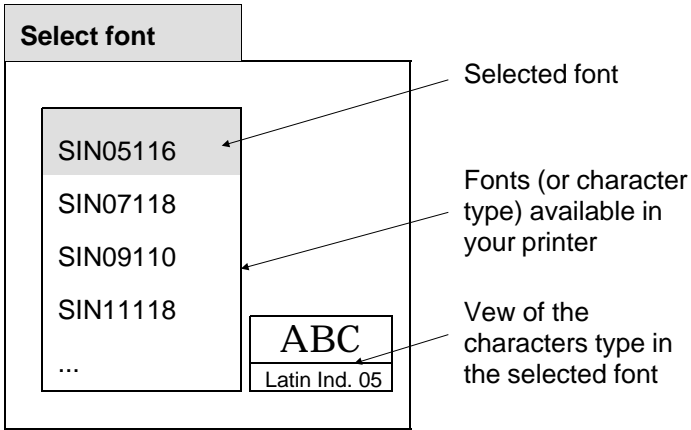 Select font
SIN05116
SIN07118
SIN09110
SIN11118
...
ABC
Latin Ind. 05
Selected font
Fonts (or character
type) available in
your printer
Vew of the
characters type in
the selected font